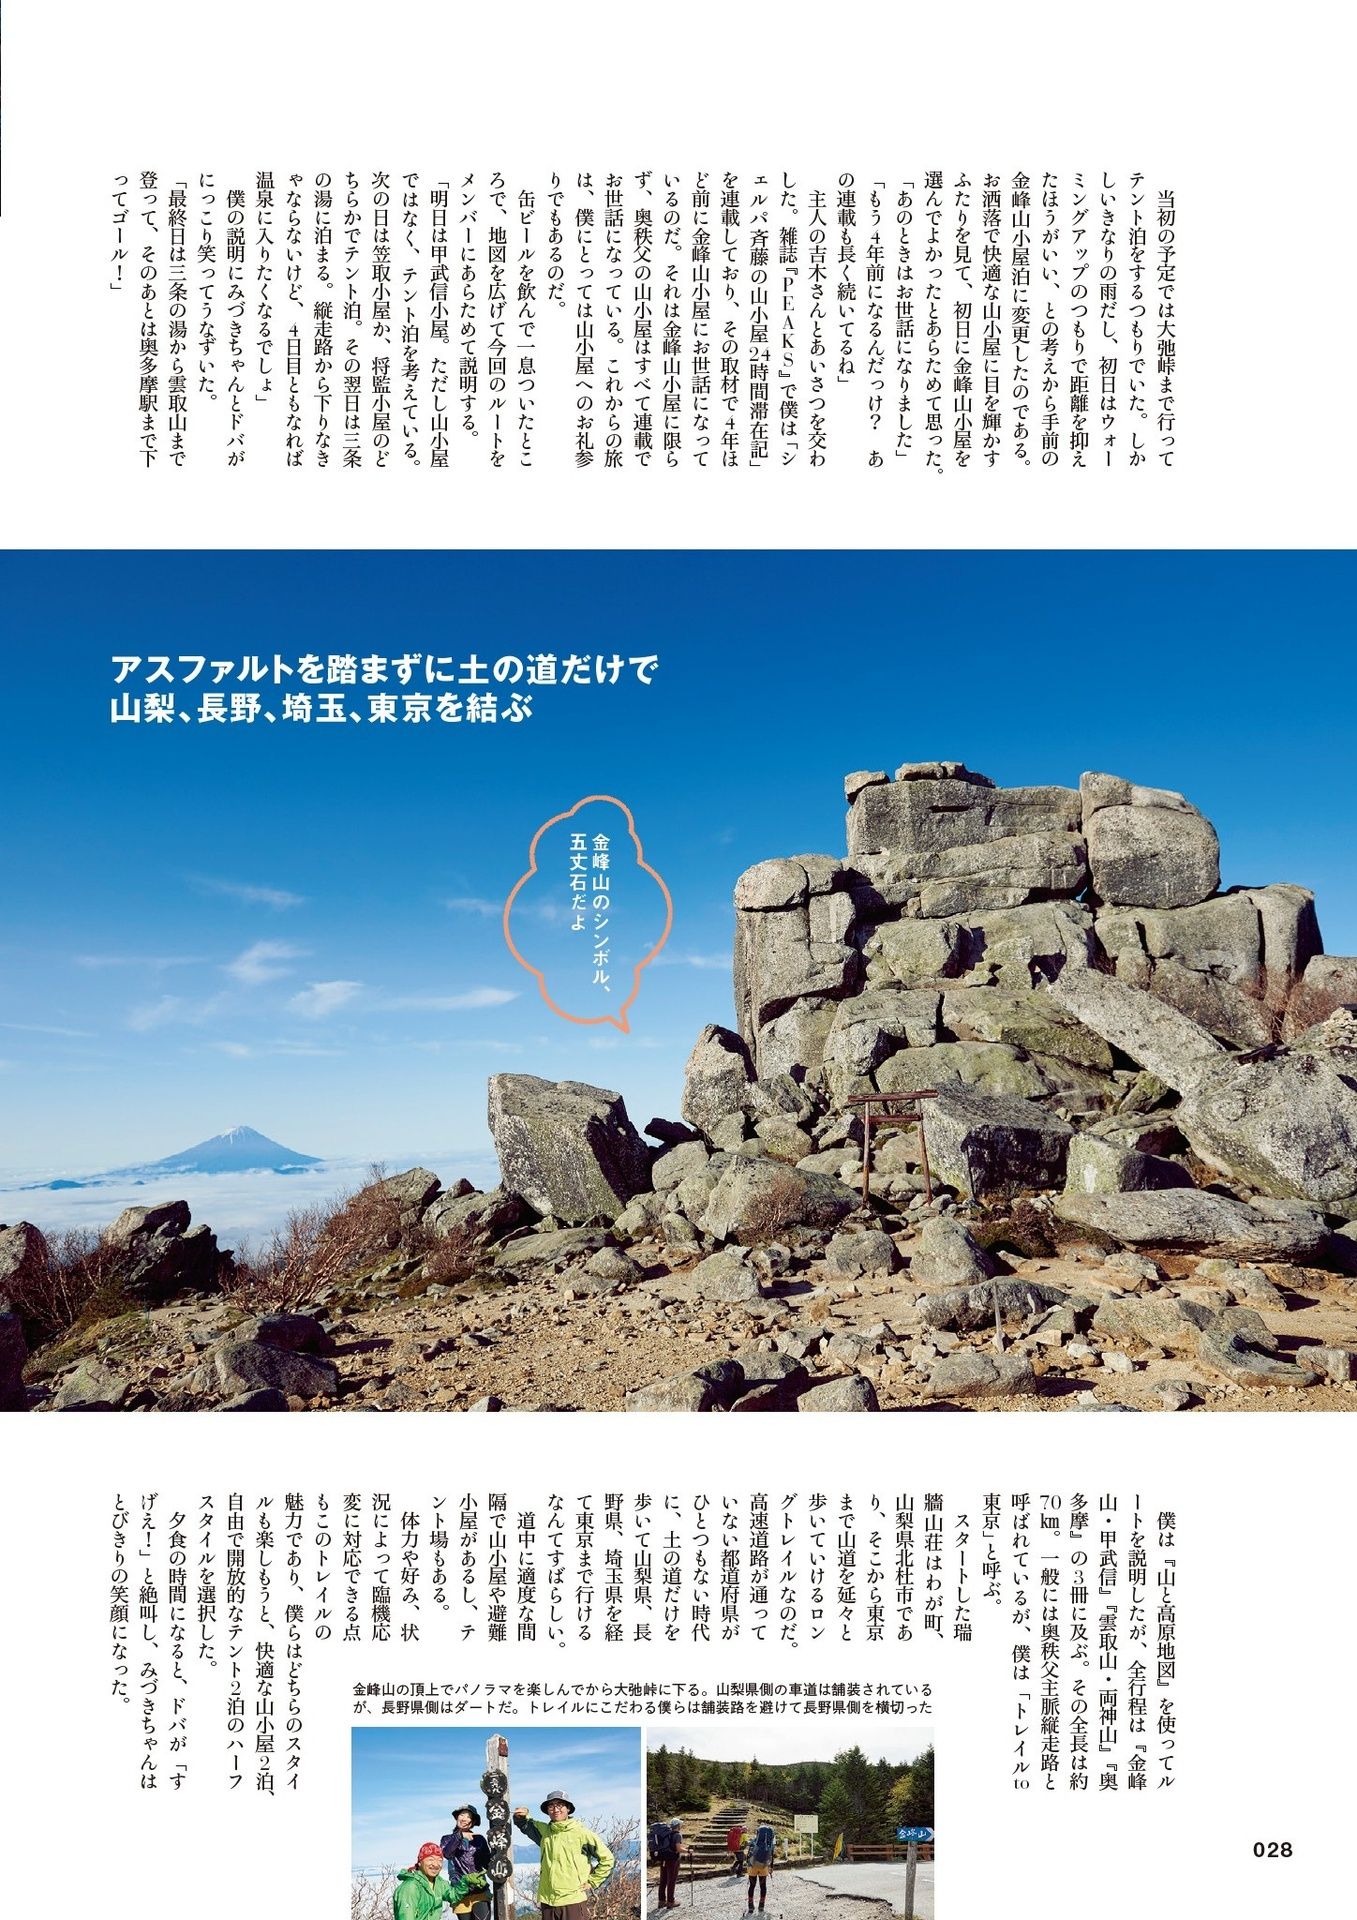 当初の予定では大弛峠まで行って
テント泊をするつもりでいた。しか
しいきなりの雨だし、初日はウォー
ミングアップのつもりで距離を抑え
たほうがいい、との考えから手前の
金峰山小屋泊に変更したのである。
お洒落で快適な山小屋に目を輝かす
ふたりを見て、初日に金峰山小屋を
選んでよかったとあらためて思った。
「あのときはお世話になりました」
「もう4年前になるんだっけ? あ
の連載も長く続いてるね」
主人の吉木さんとあいさつを交わ
した。雑誌『PEAKS』で僕は「シ
ェルパ斉藤の山小屋24時間滞在記」
を連載しており、その取材で4年ほ
ど前に金峰山小屋にお世話になって
いるのだ。それは金峰山小屋に限ら
ず、奥秩父の山小屋はすべて連載で
お世話になっている。これからの旅
は、僕にとっては山小屋へのお礼参
りでもあるのだ。
缶ビールを飲んで一息ついたとこ
ろで、地図を広げて今回のルートを
メンバーにあらためて説明する。
「明日は甲武信小屋。ただし山小屋
ではなく、テント泊を考えている。
次の日は笠取小屋か、将監小屋のど
ちらかでテント泊。その翌日は三条
の湯に泊まる。縦走路から下りなき
ゃならないけど、4日目ともなれば
温泉に入りたくなるでしょ」
僕の説明にみづきちゃんとドバが
にっこり笑ってうなずいた。
「最終日は三条の湯から雲取山まで
登って、そのあとは奥多摩駅まで下
ってゴール!」
アスファルトを踏まずに土の道だけで
山梨、長野、埼玉、東京を結ぶ
金峰山のシンボル、
五丈石だよ
僕は『山と高原地図』を使ってル
ートを説明したが、全行程は『金峰
山・甲武信』『雲取山・両神山』『奥
多摩』の3冊に及ぶ。その全長は約
70km。一般には奥秩父主脈縦走路と
呼ばれているが、僕は「トレイルto
東京」と呼ぶ。
スタートした瑞
牆山荘はわが町、
山梨県北杜市であ
り、そこから東京
まで山道を延々と
歩いていけるロン
グトレイルなのだ。
高速道路が通って
いない都道府県が
ひとつもない時代
に、土の道だけを
歩いて山梨県、長
野県、埼玉県を経
て東京まで行ける
なんてすばらしい。
道中に適度な間
隔で山小屋や避難
小屋があるし、テ
ント場もある。
体力や好み、状
況によって臨機応
変に対応できる点
もこのトレイルの
魅力であり、僕らはどちらのスタイ
ルも楽しもうと、快適な山小屋2泊、
自由で開放的なテント2泊のハーフ
スタイルを選択した。
夕食の時間になると、ドバが「す
げえ!」と絶叫し、みづきちゃんは
とびきりの笑顔になった。
金峰山の頂上でパノラマを楽しんでから大弛峠に下る。山梨県側の車道は舗装されている
が、長野県側はダートだ。トレイルにこだわる僕らは舗装路を避けて長野県側を横切った
金峰山
金峰山
028